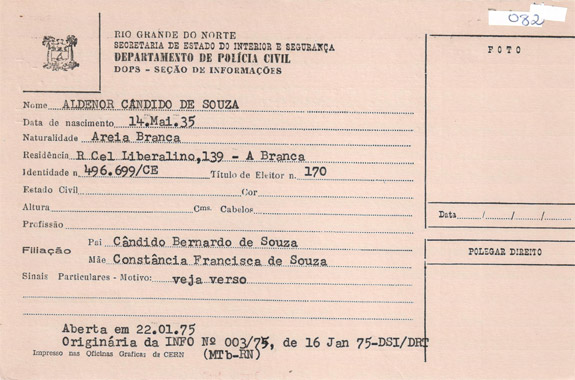 032
RIO GRANDE DO NORTE
SECRETARIA DE ESTADO DO INTERIOR E SEGURANÇA
DEPARTAMENTO DE POLÍCIA CIVIL
DOPS - SEÇÃO DE INFORMAÇÕES
FOTO
Nome ALDENOR CÂNDIDO DE SOUZA
Data de nascimento 14.Mai.35
Naturalidade Areia Branca
Residência R Cel Liberalino,139 - A Branca
Identidade n. 496.699/CE Título de Eleitor n. 170
Estado Civil Cor
Altura Cms. Cabelos
Data / / /
Profissão
Filiação
Pai Cândido Bernardo de Souza
Mãe Constância Francisca de Souza
POLEGAR DIREITO
Sinais Particulares - Motivo: veja verso
Aberta em 22.01.75
Originária da INFO Nº 003/75, de 16 Jan 75-DSI/DRT
Impresso nas Oficinas Gráficas da CERN (MTb-RN)